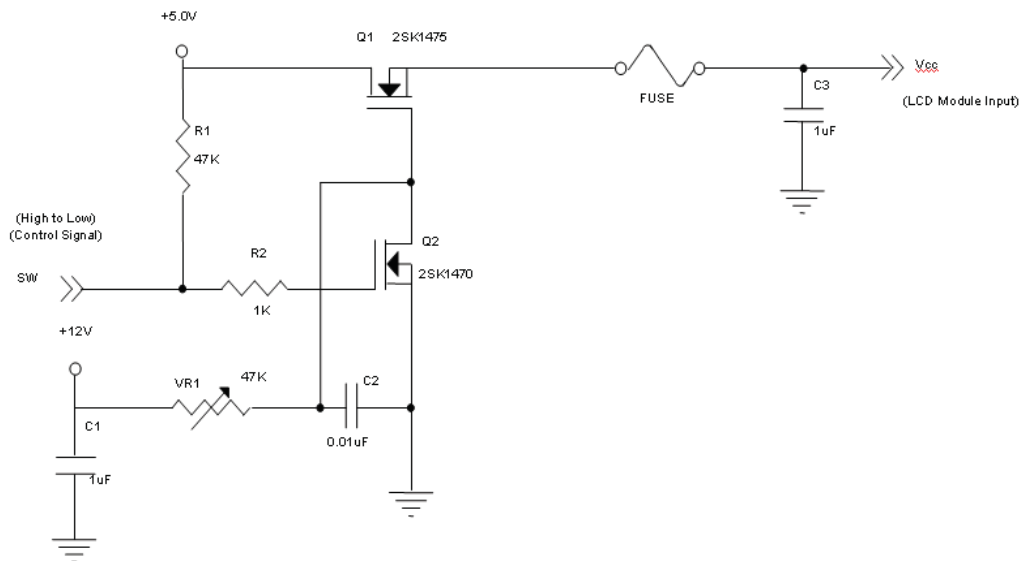 +5.0V
Q1 2SK1475
Vcc
FUSE
C3
(LCD Module Input)
R1
1uF
47K
(High to Low)
(Control Signal)
Q2
R2
SW
2SK1470
1K
+12V
47K
VR1
C2
C1
0.01uF
1uF